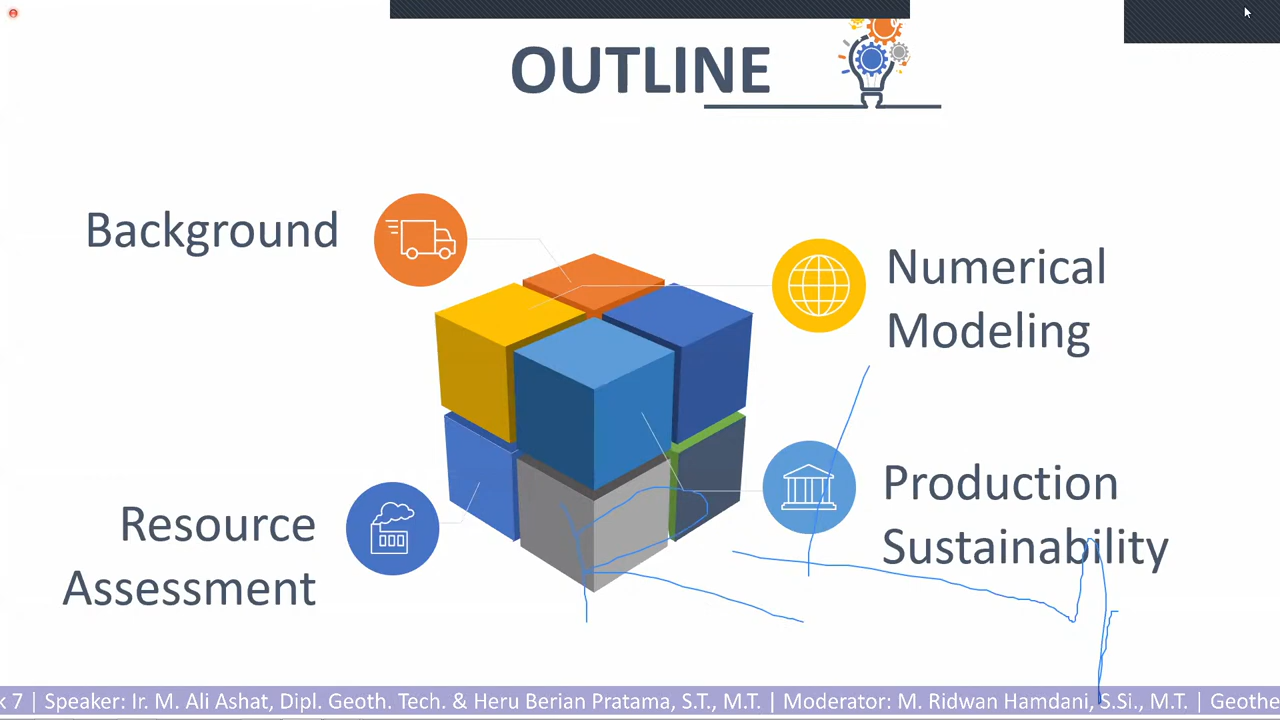 OUTLINE
Background
Numerical
Modeling
Resource
Assessment
Production
Sustainability
k 7 | Speaker: Ir. M. Ali Ashat, Dipl. Geoth. Tech. & Heru Berian Pratama, S.T., M.T. | Moderator: M. Ridwan Hamdani, S.Si., M.T. | Geothe